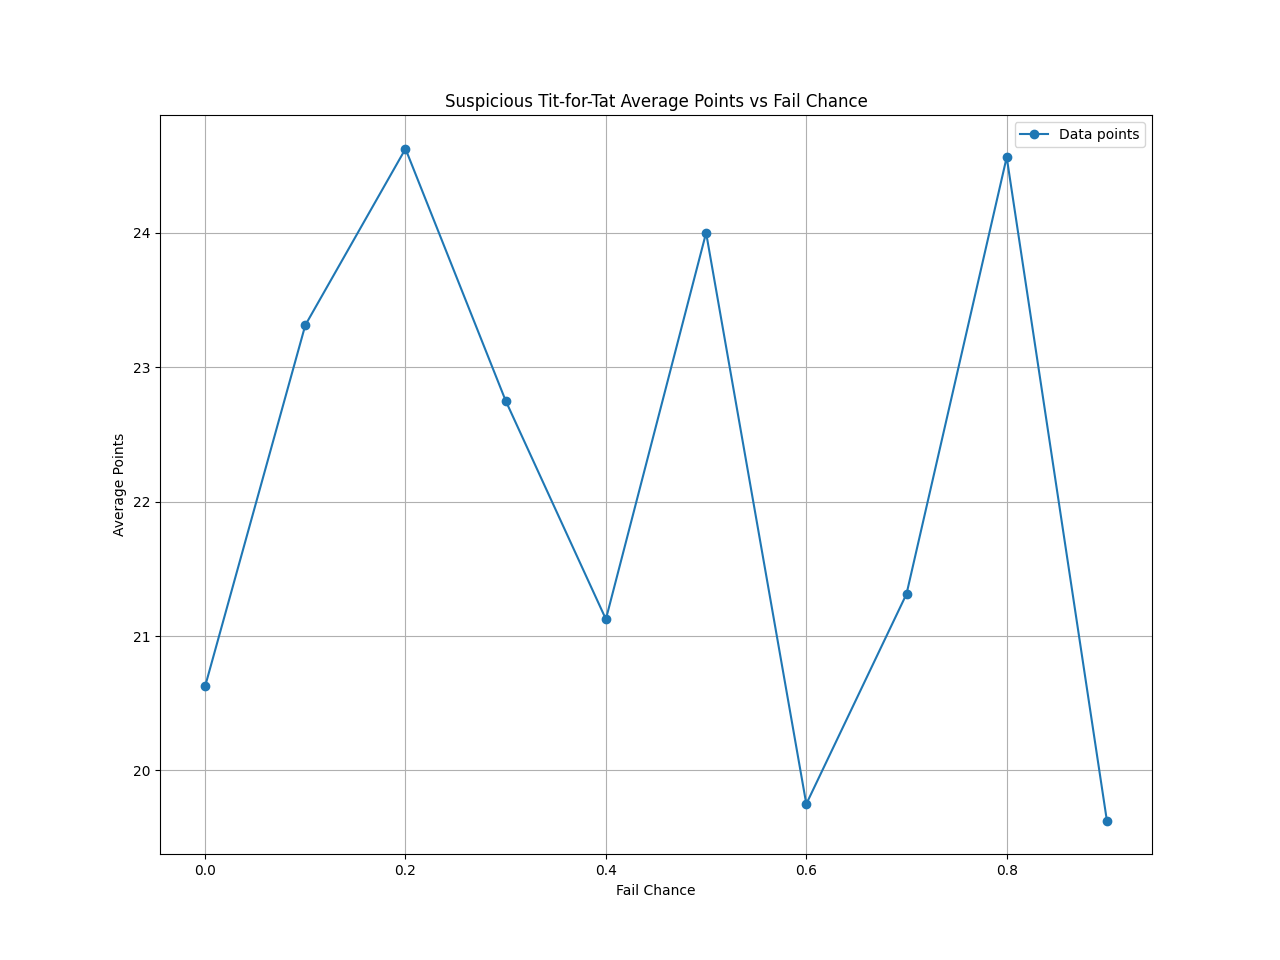 Suspicious Tit-for-Tat Average Points vs Fail Chance
Data points
24
23
22
21
20
Average Points
0.0 0.2 0.4 0.6 0.8
Fail Chance